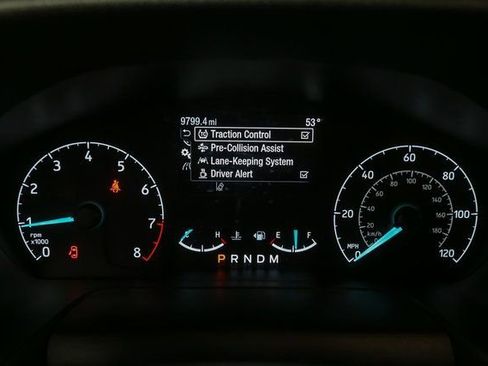 9799.4 mi 53°
Traction Control
Pre-Collision Assist
Lane-Keeping System
Driver Alert
0 1 2 3 4 5 6 7 8
rpm
x1000
C H E F
P R N D M
0 20 40 60 80 100 120
MPH
0 20 40 60 80 100 120 140 160 180
km/h